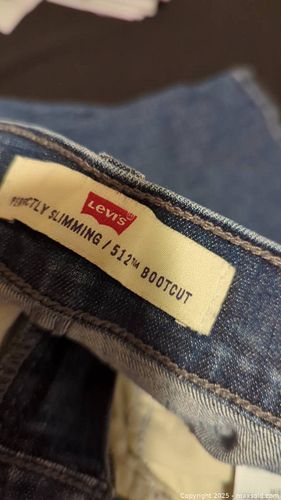 Levi's®
PERFECTLY SLIMMING / 512™ BOOTCUT
Copyright 2025 - maxsold.com